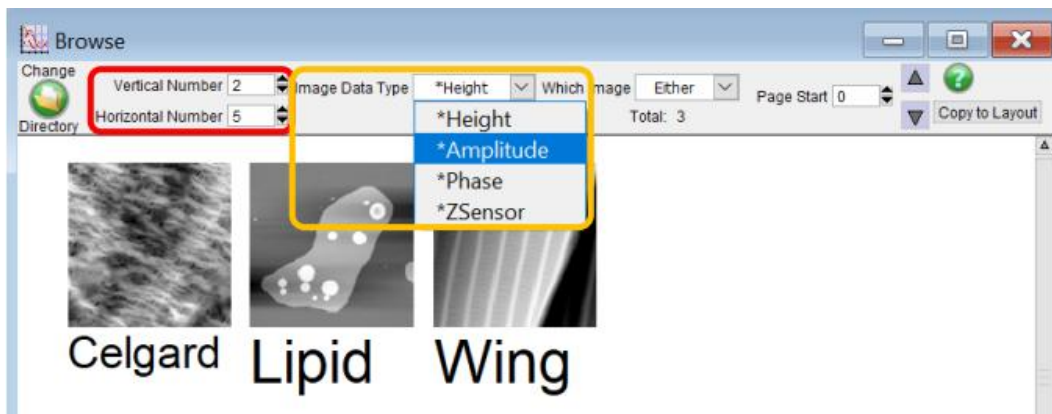 Browse
Change
Directory
Vertical Number 2
Horizontal Number 5
Image Data Type *Height
Which Image Either
Total: 3
Page Start 0
Copy to Layout
*Height
*Amplitude
*Phase
*ZSensor
Celgard
Lipid
Wing